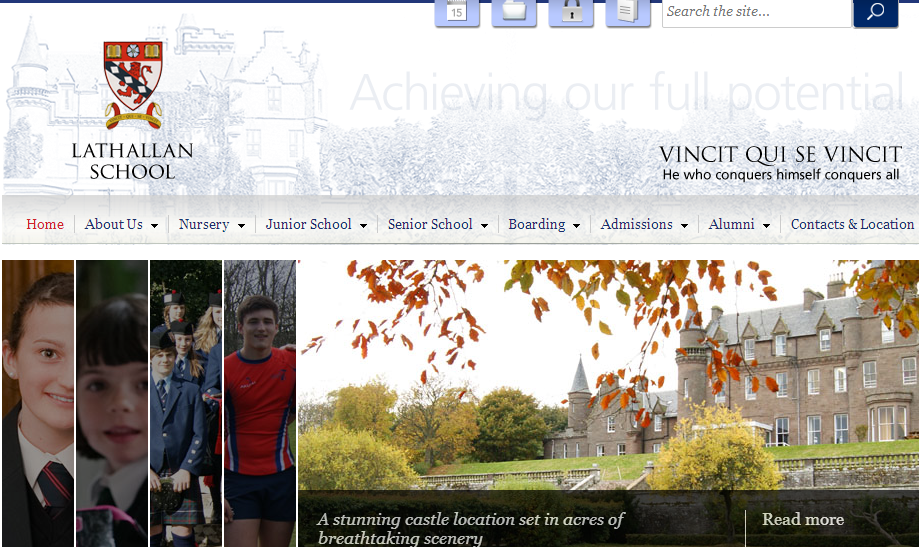 15
Search the site...
Achieving our full potential
LATHALLAN
SCHOOL
VINCIT QUI SE VINCIT
He who conquers himself conquers all
Home About Us Nursery Junior School Senior School Boarding Admissions Alumni Contacts & Location
A stunning castle location set in acres of
breathtaking scenery
Read more